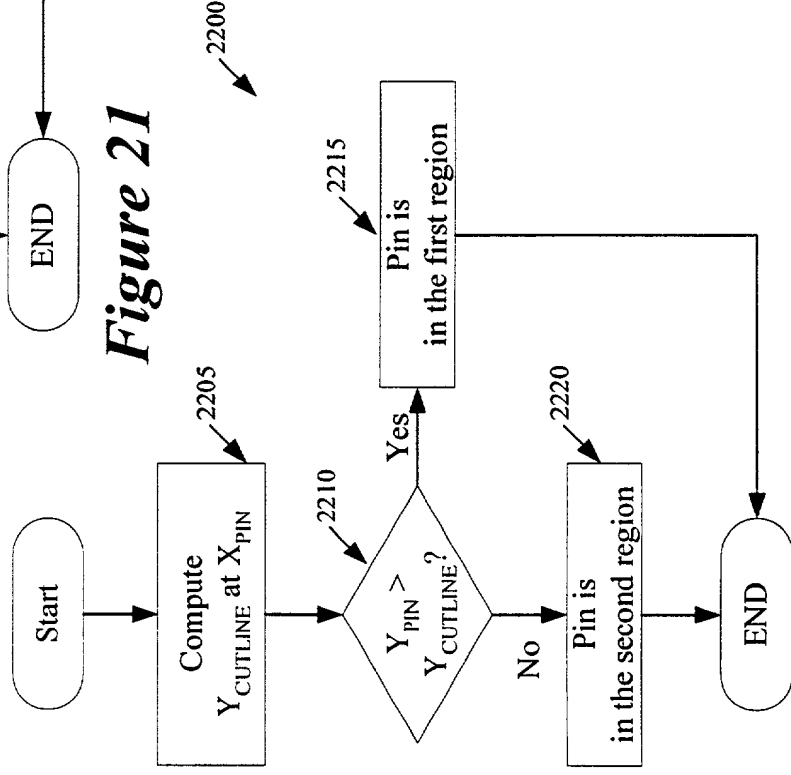 END
Figure 21
2200
Start
2205
Compute
Y_CUTLINE at X_PIN
2210
Y_PIN >
Y_CUTLINE?
Yes
2215
Pin is
in the first region
No
2220
Pin is
in the second region
END